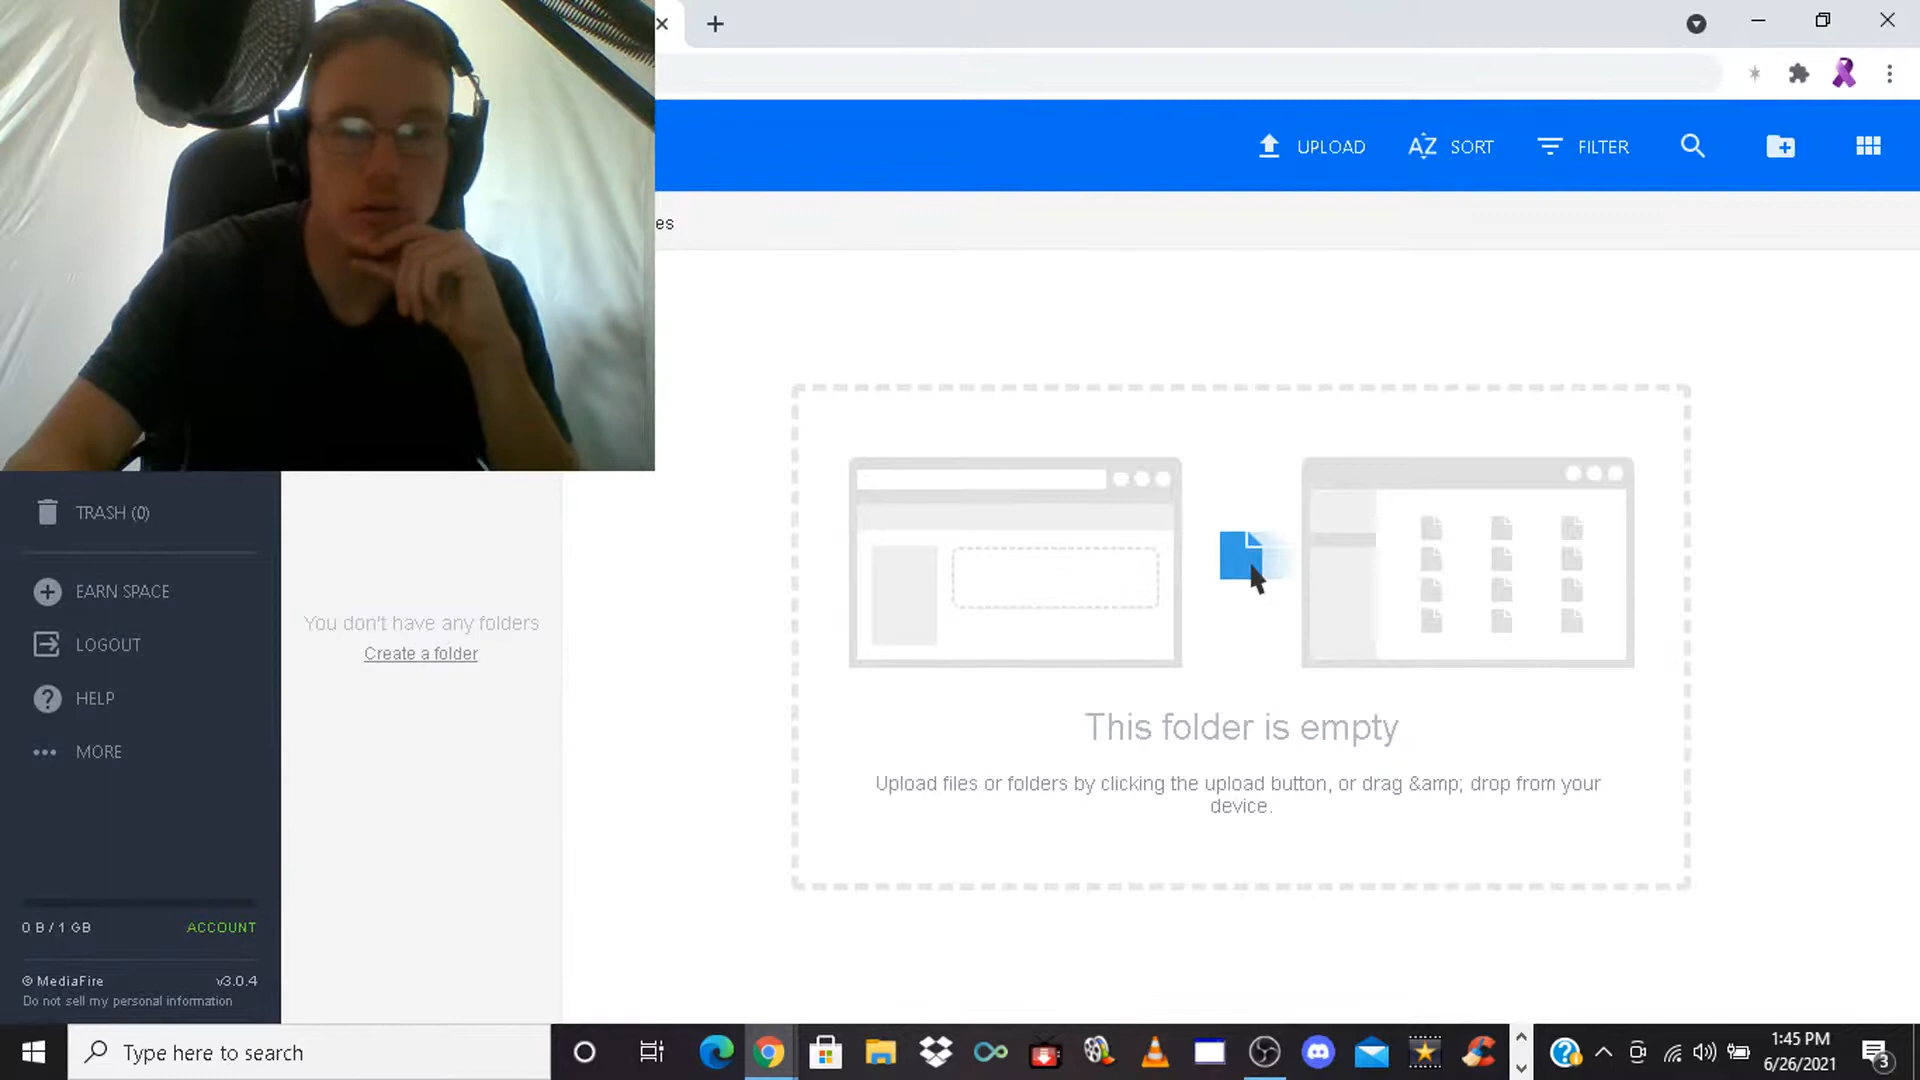 UPLOAD
SORT
FILTER
es
TRASH (0)
EARN SPACE
LOGOUT
HELP
MORE
You don't have any folders
Create a folder
This folder is empty
Upload files or folders by clicking the upload button, or drag &amp; drop from your
device.
0 B / 1 GB ACCOUNT
© MediaFire v3.0.4
Do not sell my personal information
Type here to search
1:45 PM
6/26/2021
3